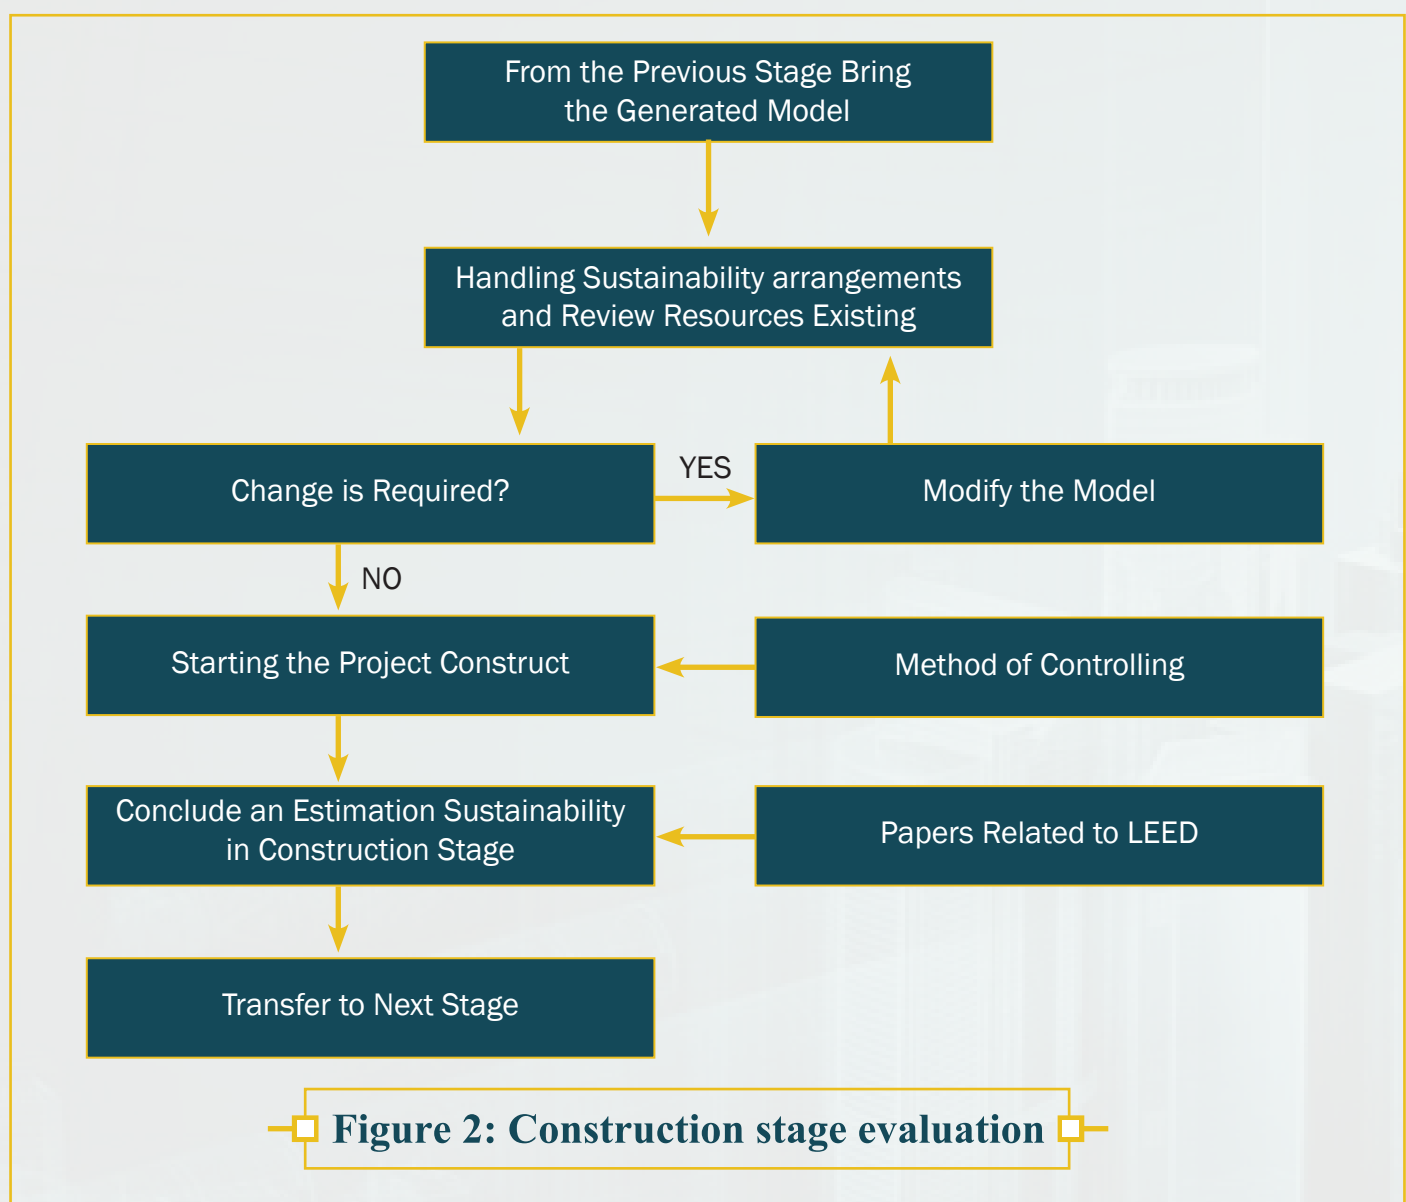 From the Previous Stage Bring
the Generated Model
Handling Sustainability arrangements
and Review Resources Existing
Change is Required?
YES
Modify the Model
NO
Starting the Project Construct
Method of Controlling
Conclude an Estimation Sustainability
in Construction Stage
Papers Related to LEED
Transfer to Next Stage
Figure 2: Construction stage evaluation